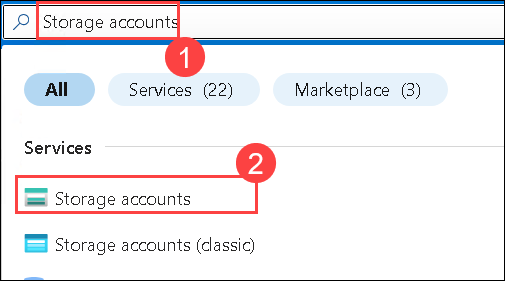 Storage accounts
1
All Services (22) Marketplace (3)
Services
2
Storage accounts
Storage accounts (classic)